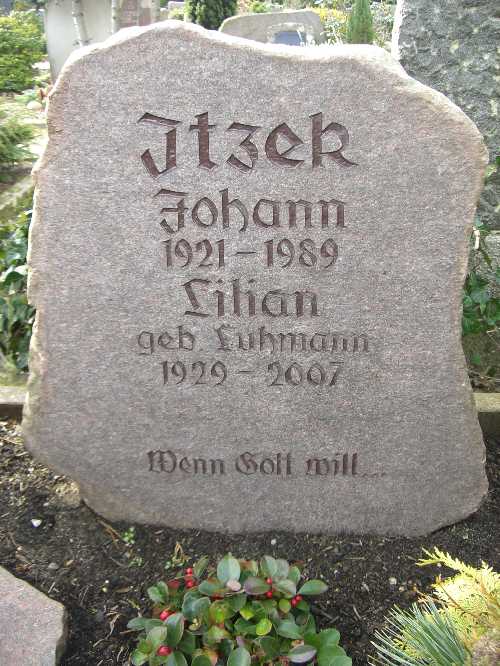 Itzek
Johann
1921 - 1989
Lilian
geb Luhmann
1929 - 2007
Wenn Gott will...